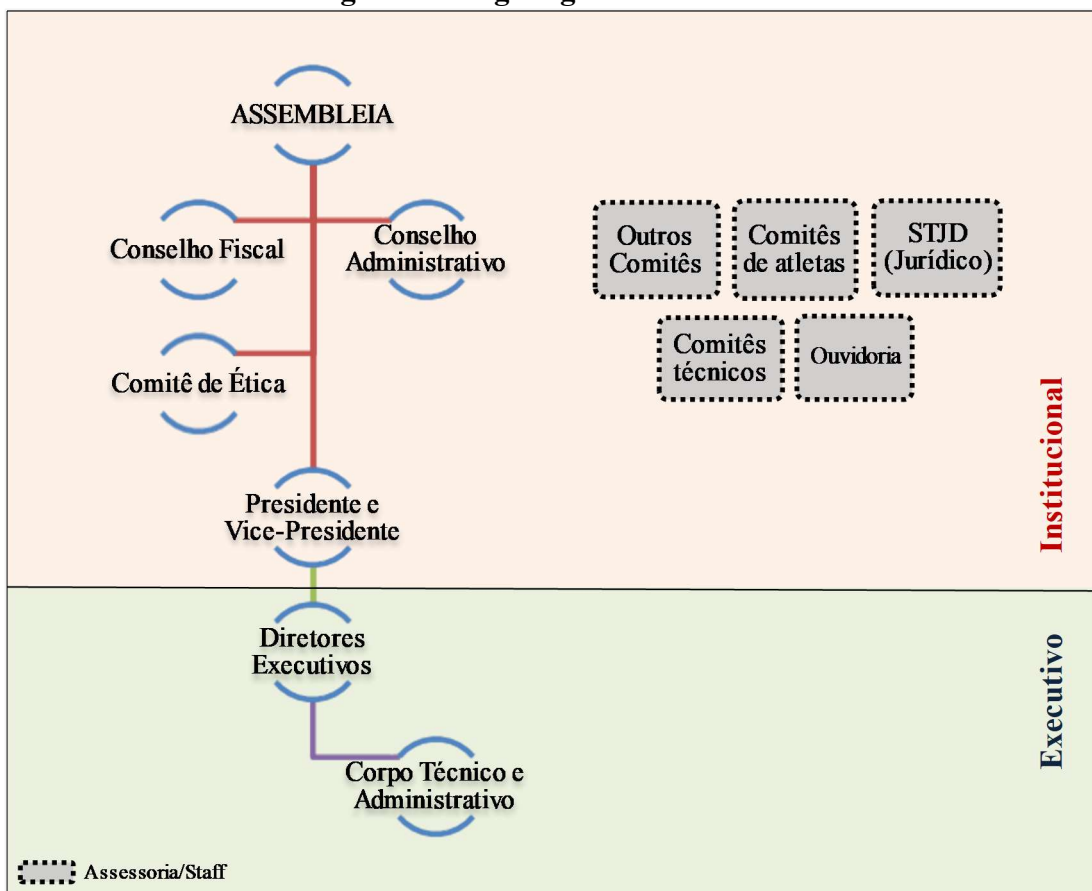 ASSEMBLEIA
Conselho Fiscal
Conselho
Administrativo
Comitê de Ética
Presidente e
Vice-Presidente
Outros
Comitês
Comitês
de atletas
STJD
(Jurídico)
Comitês
técnicos
Ouvidoria
Institucional
Diretores
Executivos
Corpo Técnico e
Administrativo
Executivo
Assessoria/Staff